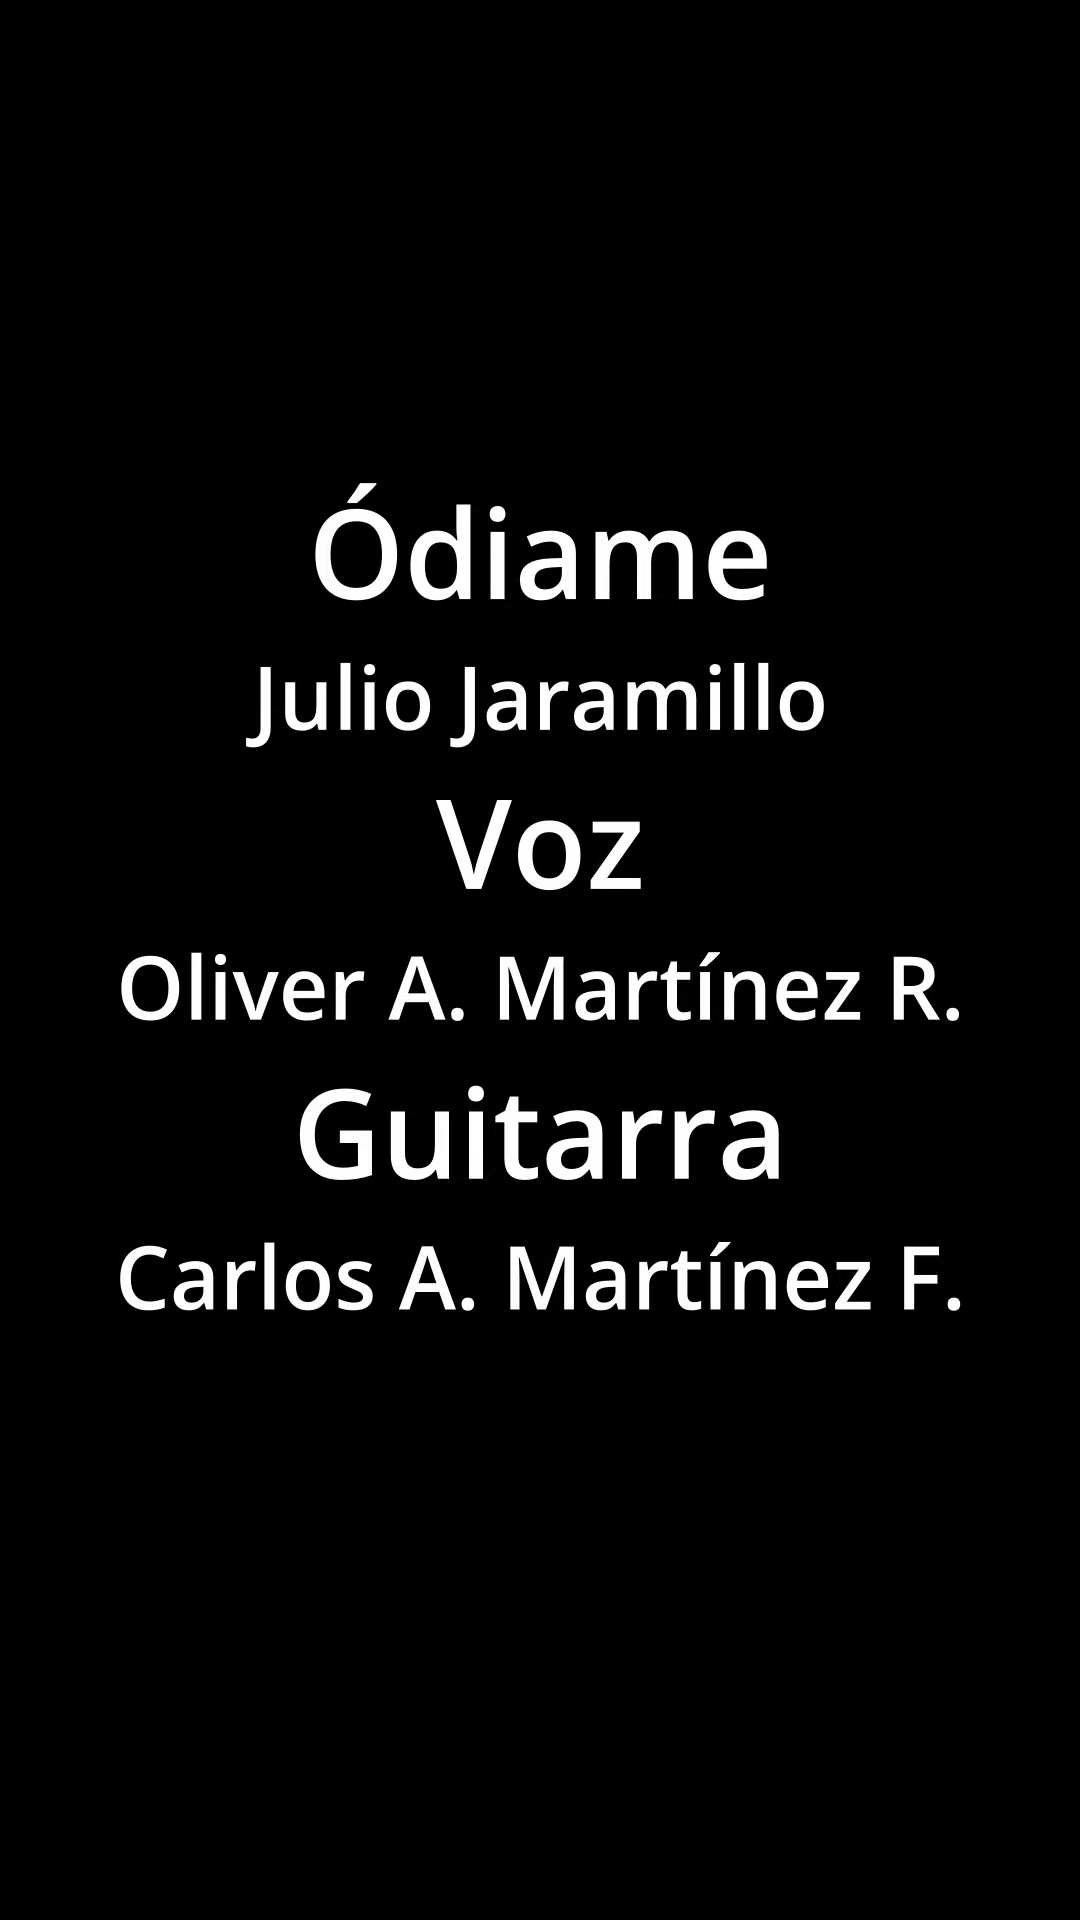 Ódiame
Julio Jaramillo
Voz
Oliver A. Martínez R.
Guitarra
Carlos A. Martínez F.